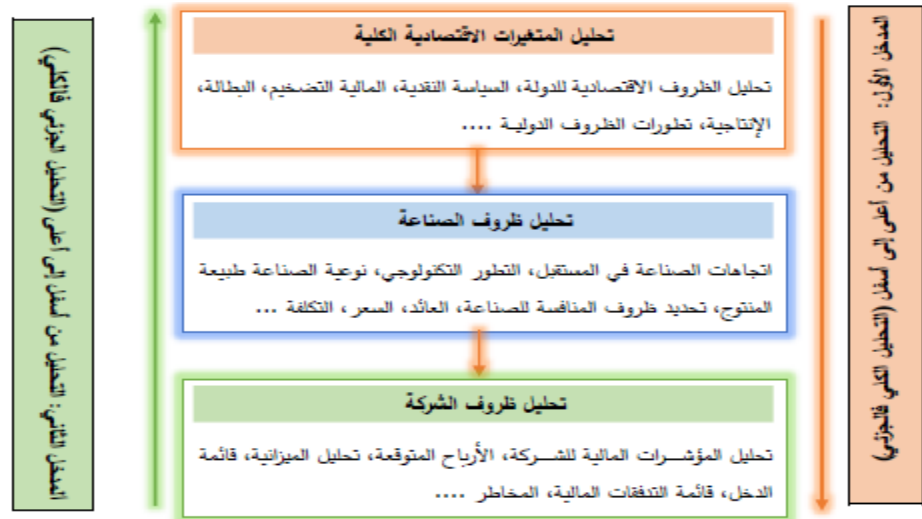 المدخل الأول: التحليل من أعلى إلى أسفل (التحليل الكلي فالجزئي)
تحليل المتغيرات الاقتصادية الكلية
تحليل الظروف الاقتصادية للدولة، السياسة النقدية، المالية التضخيم، البطالة،
الإنتاجية، تطورات الظروف الدولية ....
تحليل ظروف الصناعة
اتجاهات الصناعة في المستقبل، التطور التكنولوجي، نوعية الصناعة طبيعة
المنتوج، تحديد ظروف المنافسة للصناعة، العائد، السعر، التكلفة ...
تحليل ظروف الشركة
تحليل المؤشرات المالية للشركة، الأرباح المتوقعة، تحليل الميزانية، قائمة
الدخل، قائمة التدفقات المالية، المخاطر ....
المدخل الثاني: التحليل من أسفل إلى أعلى (التحليل الجزئي فالكلي)